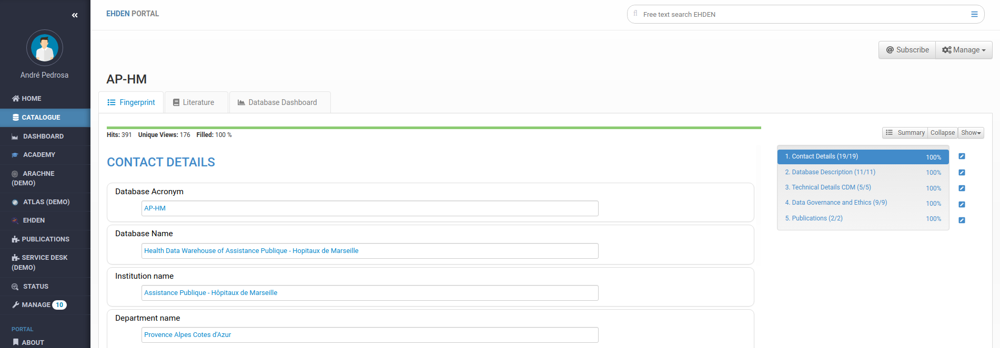 «
André Pedrosa
HOME
CATALOGUE
DASHBOARD
ACADEMY
ARACHNE
(DEMO)
ATLAS (DEMO)
EHDEN
PUBLICATIONS
SERVICE DESK
(DEMO)
STATUS
MANAGE 10
PORTAL
ABOUT
EHDEN PORTAL
Free text search EHDEN
@ Subscribe Manage
AP-HM
Fingerprint Literature Database Dashboard
Hits: 391 Unique Views: 176 Filled: 100 %
Summary Collapse Show
CONTACT DETAILS
Database Acronym
AP-HM
Database Name
Health Data Warehouse of Assistance Publique - Hopitaux de Marseille
Institution name
Assistance Publique - Hôpitaux de Marseille
Department name
Provence Alpes Cotes d'Azur
1. Contact Details (19/19) 100%
2. Database Description (11/11) 100%
3. Technical Details CDM (5/5) 100%
4. Data Governance and Ethics (9/9) 100%
5. Publications (2/2) 100%